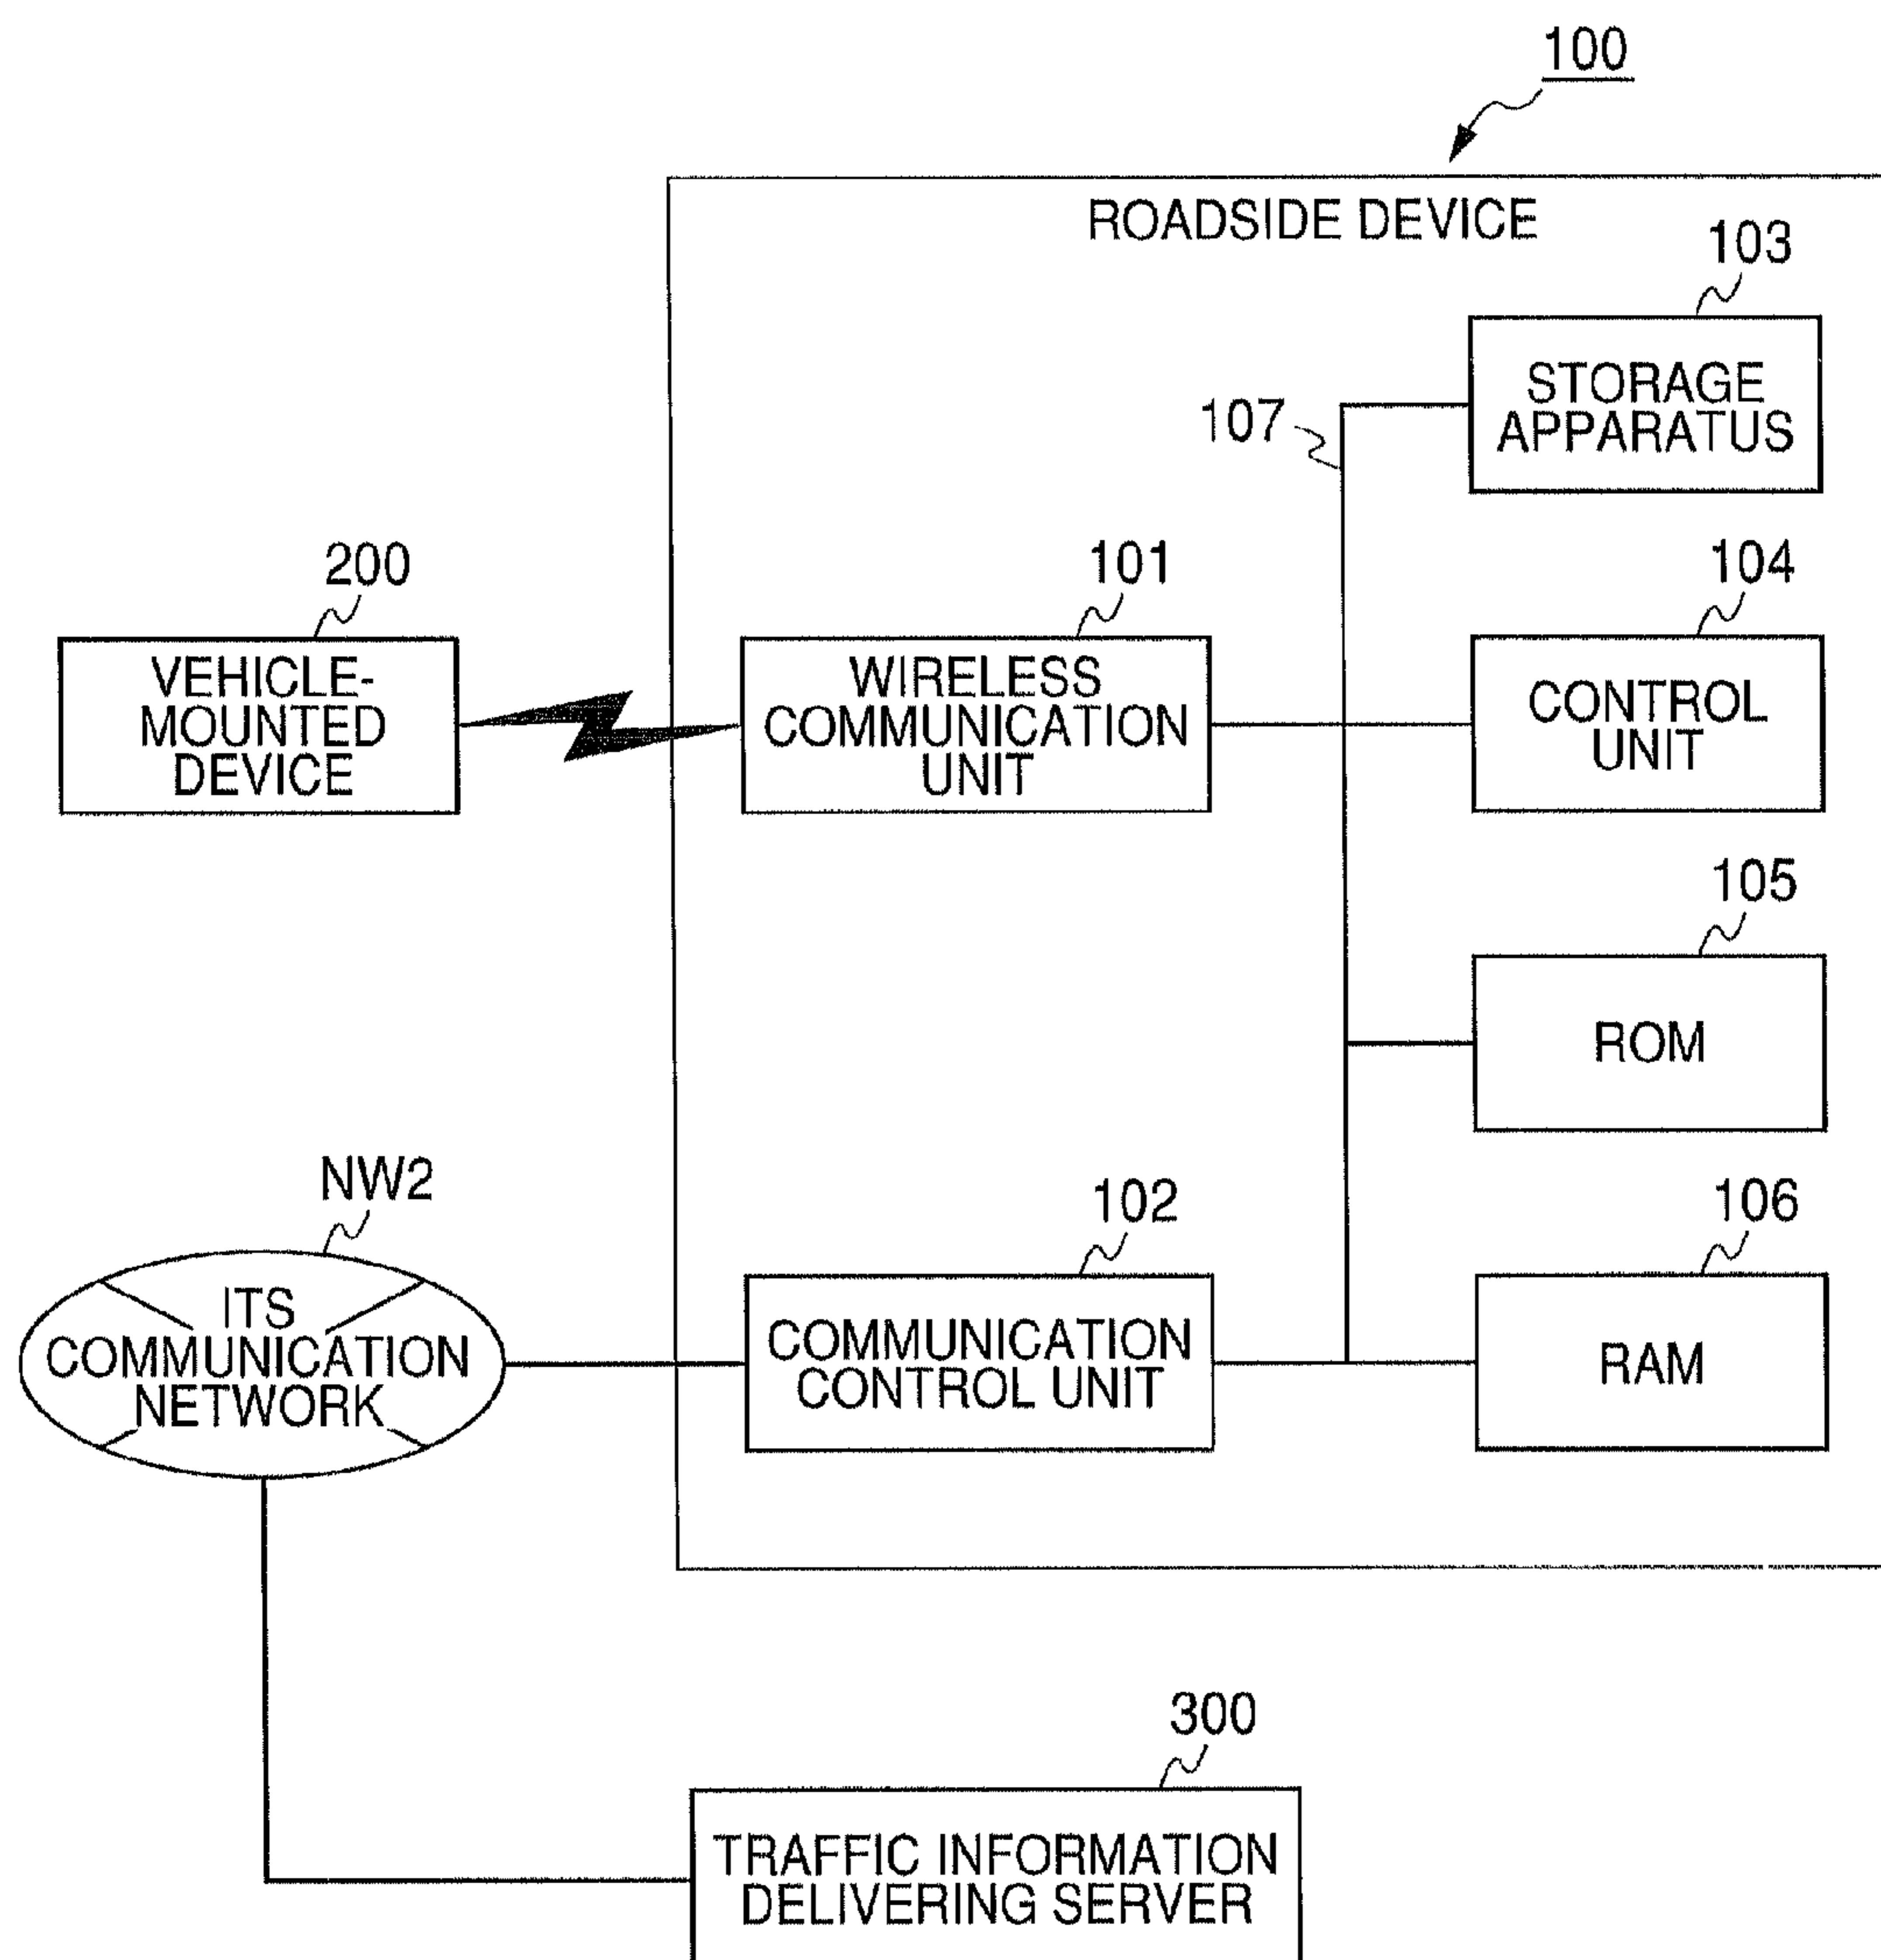 100
ROADSIDE DEVICE
103
STORAGE
APPARATUS
107
200
VEHICLE-
MOUNTED
DEVICE
101
WIRELESS
COMMUNICATION
UNIT
104
CONTROL
UNIT
105
ROM
NW2
ITS
COMMUNICATION
NETWORK
102
COMMUNICATION
CONTROL UNIT
106
RAM
300
TRAFFIC INFORMATION
DELIVERING SERVER